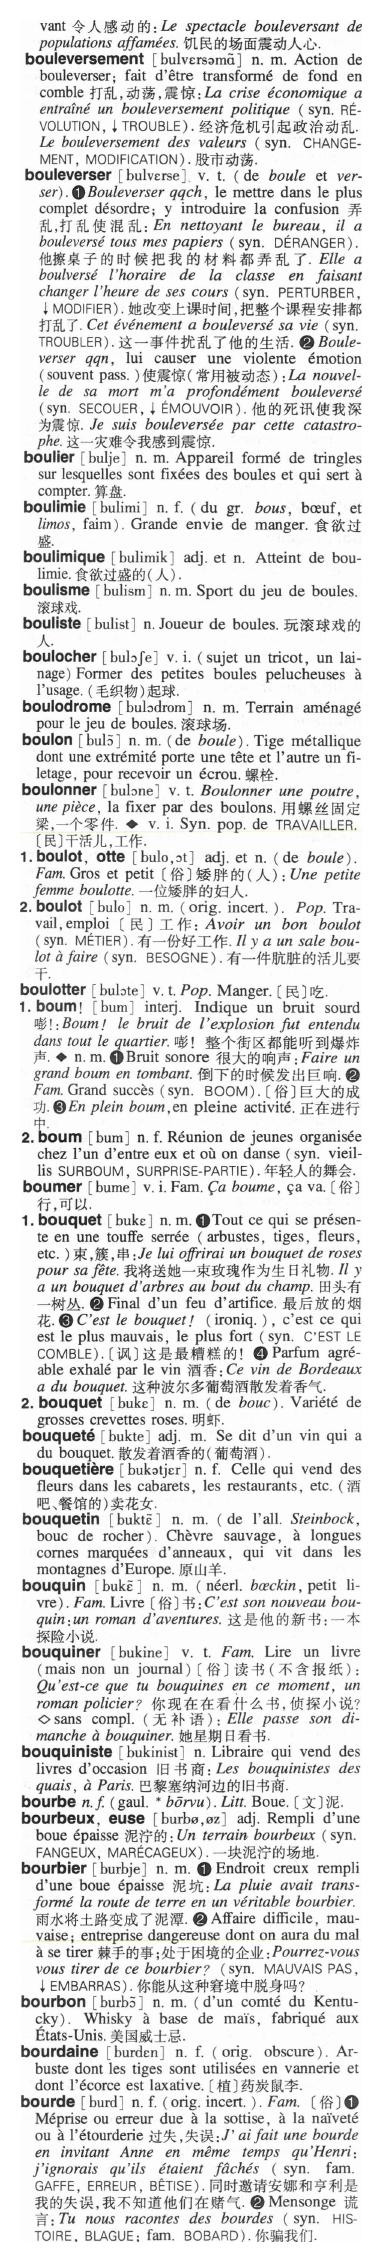 vant 令人感动的:Le spectacle bouleversant de
populations affamées. 饥民的场面震动人心.
bouleversement [bulvɛrsəmɑ̃] n. m. Action de
bouleverser; fait d'être transformé de fond en
comble 打乱,动荡,震惊:La crise économique a
entraîné un bouleversement politique (syn. RÉ-
VOLUTION, ↓TROUBLE). 经济危机引起政治动乱.
Le bouleversement des valeurs (syn. CHANGE-
MENT, MODIFICATION). 股市动荡.
bouleverser [bulvɛrse] v. t. (de boule et ver-
ser). ❶Bouleverser qqch, le mettre dans le plus
complet désordre; y introduire la confusion 弄
乱,打乱使混乱: En nettoyant le bureau, il a
bouleversé tous mes papiers (syn. DÉRANGER).
他擦桌子的时候把我的材料都弄乱了. Elle a
boulversé l'horaire de la classe en faisant
changer l'heure de ses cours (syn. PERTURBER,
↓MODIFIER). 她改变上课时间,把整个课程安排都
打乱了. Cet événement a bouleversé sa vie (syn.
TROUBLER). 这一事件扰乱了他的生活. ❷Boule-
verser qqn, lui causer une violente émotion
(souvent pass.)使震惊(常用被动态):La nouvel-
le de sa mort m'a profondément bouleversé
(syn. SECOUER, ↓ÉMOUVOIR). 他的死讯使我深
为震惊. Je suis bouleversée par cette catastro-
phe. 这一灾难令我感到震惊.
boulier [bulje] n. m. Appareil formé de tringles
sur lesquelles sont fixées des boules et qui sert à
compter. 算盘.
boulimie [bulimi] n. f. (du gr. bous, bœuf, et
limos, faim). Grande envie de manger. 食欲过
盛.
boulimique [bulimik] adj. et n. Atteint de bou-
limie. 食欲过盛的(人).
boulisme [bulism] n. m. Sport du jeu de boules.
滚球戏.
bouliste [bulist] n. Joueur de boules. 玩滚球戏的
人.
boulocher [bulɔʃe] v. i. (sujet un tricot, un lai-
nage) Former des petites boules pelucheuses à
l'usage. (毛织物)起球.
boulodrome [bulɔdrom] n. m. Terrain aménagé
pour le jeu de boules. 滚球场.
boulon [bulɔ̃] n. m. (de boule). Tige métallique
dont une extrémité porte une tête et l'autre un fi-
letage, pour recevoir un écrou. 螺栓.
boulonner [bulɔne] v. t. Boulonner une poutre,
une pièce, la fixer par des boulons. 用螺丝固定
梁,一个零件. ◆ v. i. Syn. pop. de TRAVAILLER.
〔民〕干活儿,工作.
1. boulot, otte [bulo,ɔt] adj. et n. (de boule).
Fam. Gros et petit〔俗〕矮胖的(人):Une petite
femme boulotte. 一位矮胖的妇人.
2. boulot [bulo] n. m. (orig. incert.). Pop. Tra-
vail, emploi〔民〕工作: Avoir un bon boulot
(syn. MÉTIER). 有一份好工作. Il y a un sale bou-
lot à faire (syn. BESOGNE). 有一件肮脏的活儿要
干.
boulotter [bulɔte] v. t. Pop. Manger.〔民〕吃.
1. boum! [bum] interj. Indique un bruit sourd
嘭!:Boum! le bruit de l'explosion fut entendu
dans tout le quartier. 嘭! 整个街区都能听到爆炸
声. ◆ n. m. ❶Bruit sonore 很大的响声: Faire un
grand boum en tombant. 倒下的时候发出巨响. ❷
Fam. Grand succès (syn. BOOM).〔俗〕巨大的成
功. ❸En plein boum, en pleine activité. 正在进行
中.
2. boum [bum] n. f. Réunion de jeunes organisée
chez l'un d'entre eux et où on danse (syn. vieil-
lis SURBOUM, SURPRISE-PARTIE). 年轻人的舞会.
boumer [bume] v. i. Fam. Ça boume, ça va.〔俗〕
行,可以.
1. bouquet [bukɛ] n. m. ❶Tout ce qui se présen-
te en une touffe serrée (arbustes, tiges, fleurs,
etc.)束,簇,串:Je lui offrirai un bouquet de roses
pour sa fête. 我将送她一束玫瑰作为生日礼物. Il y
a un bouquet d'arbres au bout du champ. 田头有
一树丛. ❷ Final d'un feu d'artifice. 最后放的烟
花. ❸ C'est le bouquet! (ironiq.), c'est ce qui
est le plus mauvais, le plus fort (syn. C'EST LE
COMBLE).〔讽〕这是最糟糕的! ❹ Parfum agré-
able exhalé par le vin 酒香: Ce vin de Bordeaux
a du bouquet. 这种波尔多葡萄酒散发着香气.
2. bouquet [bukɛ] n. m. (de bouc). Variété de
grosses crevettes roses. 明虾.
bouqueté [bukte] adj. m. Se dit d'un vin qui a
du bouquet. 散发着酒香的(葡萄酒).
bouquetière [bukətjɛr] n. f. Celle qui vend des
fleurs dans les cabarets, les restaurants, etc. (酒
吧、餐馆的)卖花女.
bouquetin [buktɛ̃] n. m. (de l'all. Steinbock,
bouc de rocher). Chèvre sauvage, à longues
cornes marquées d'anneaux, qui vit dans les
montagnes d'Europe. 原山羊.
bouquin [bukɛ̃] n. m. (néerl. bœckin, petit li-
vre). Fam. Livre〔俗〕书:C'est son nouveau bou-
quin: un roman d'aventures. 这是他的新书:一本
探险小说.
bouquiner [bukine] v. t. Fam. Lire un livre
(mais non un journal)〔俗〕读书(不含报纸):
Qu'est-ce que tu bouquines en ce moment, un
roman policier? 你现在在看什么书,侦探小说?
◇sans compl. (无补语): Elle passe son di-
manche à bouquiner. 她星期日看书.
bouquiniste [bukinist] n. Libraire qui vend des
livres d'occasion 旧书商: Les bouquinistes des
quais, à Paris. 巴黎塞纳河边的旧书商.
bourbe n. f. (gaul. * bŏrvu). Litt. Boue.〔文〕泥.
bourbeux, euse [burbø,øz] adj. Rempli d'une
boue épaisse 泥泞的: Un terrain bourbeux (syn.
FANGEUX, MARÉCAGEUX). 一块泥泞的场地.
bourbier [burbje] n. m. ❶ Endroit creux rempli
d'une boue épaisse 泥坑: La pluie avait trans-
formé la route de terre en un véritable bourbier.
雨水将土路变成了泥潭. ❷ Affaire difficile, mau-
vaise; entreprise dangereuse dont on aura du mal
à se tirer 棘手的事;处于困境的企业:Pourrez-vous
vous tirer de ce bourbier? (syn. MAUVAIS PAS,
↓EMBARRAS). 你能从这种窘境中脱身吗?
bourbon [burbɔ̃] n. m. (d'un comté du Kentu-
cky). Whisky à base de maïs, fabriqué aux
États-Unis. 美国威士忌.
bourdaine [burdɛn] n. f. (orig. obscure). Ar-
buste dont les tiges sont utilisées en vannerie et
dont l'écorce est laxative.〔植〕药炭鼠李.
bourde [burd] n. f. (orig. incert.). Fam.〔俗〕❶
Méprise ou erreur due à la sottise, à la naïveté
ou à l'étourderie 过失,失误:J'ai fait une bourde
en invitant Anne en même temps qu'Henri:
j'ignorais qu'ils étaient fâchés (syn. fam.
GAFFE, ERREUR, BÊTISE). 同时邀请安娜和亨利是
我的失误,我不知道他们在赌气. ❷ Mensonge 谎
言: Tu nous racontes des bourdes (syn. HIS-
TOIRE, BLAGUE; fam. BOBARD). 你骗我们.